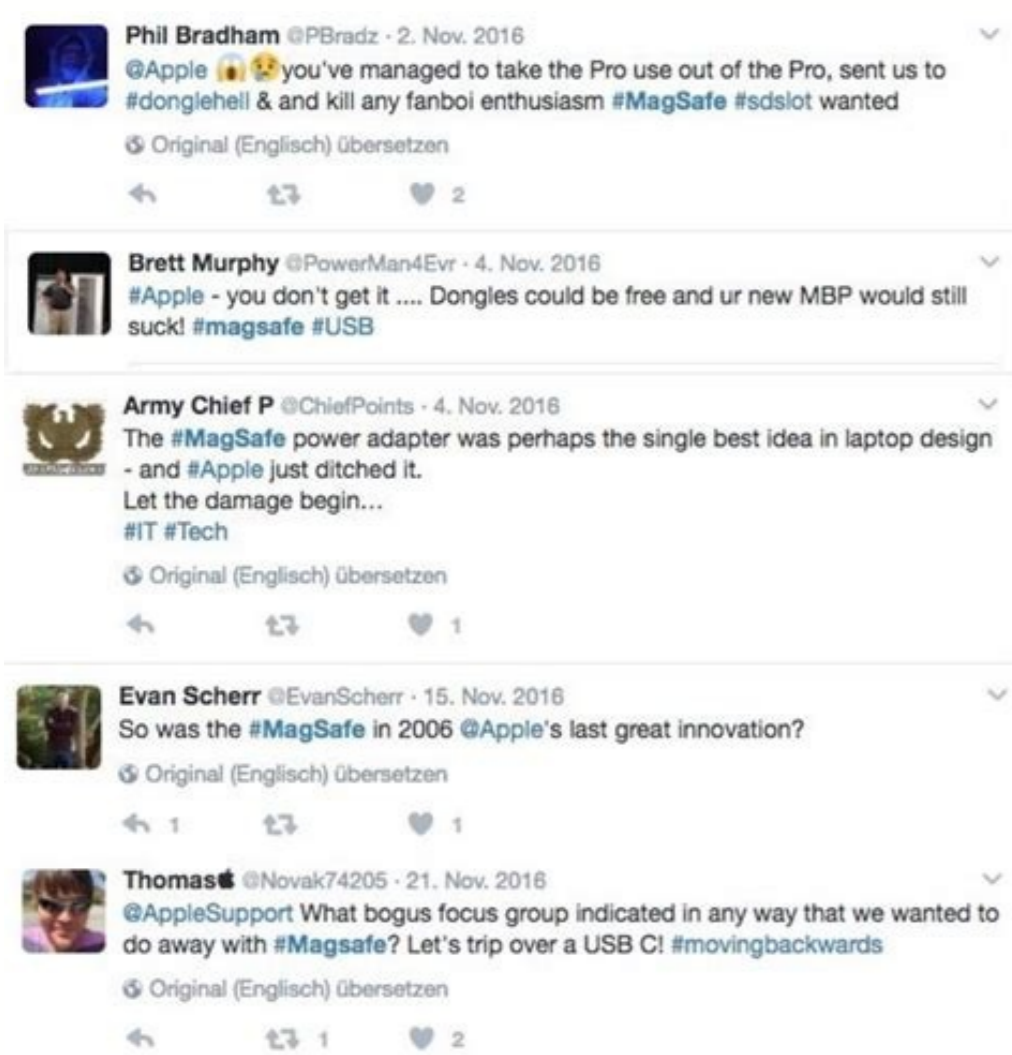 Phil Bradham @PBradz · 2. Nov. 2016
@Apple 😱😢you've managed to take the Pro use out of the Pro, sent us to
#donglehell & and kill any fanboi enthusiasm #MagSafe #sdslot wanted
Original (Englisch) übersetzen
2
Brett Murphy @PowerMan4Evr · 4. Nov. 2016
#Apple - you don't get it .... Dongles could be free and ur new MBP would still
suck! #magsafe #USB
Army Chief P @ChiefPoints · 4. Nov. 2016
The #MagSafe power adapter was perhaps the single best idea in laptop design
- and #Apple just ditched it.
Let the damage begin...
#IT #Tech
Original (Englisch) übersetzen
1
Evan Scherr @EvanScherr · 15. Nov. 2016
So was the #MagSafe in 2006 @Apple's last great innovation?
Original (Englisch) übersetzen
1 1
Thomas @Novak74205 · 21. Nov. 2016
@AppleSupport What bogus focus group indicated in any way that we wanted to
do away with #Magsafe? Let's trip over a USB C! #movingbackwards
Original (Englisch) übersetzen
1 2